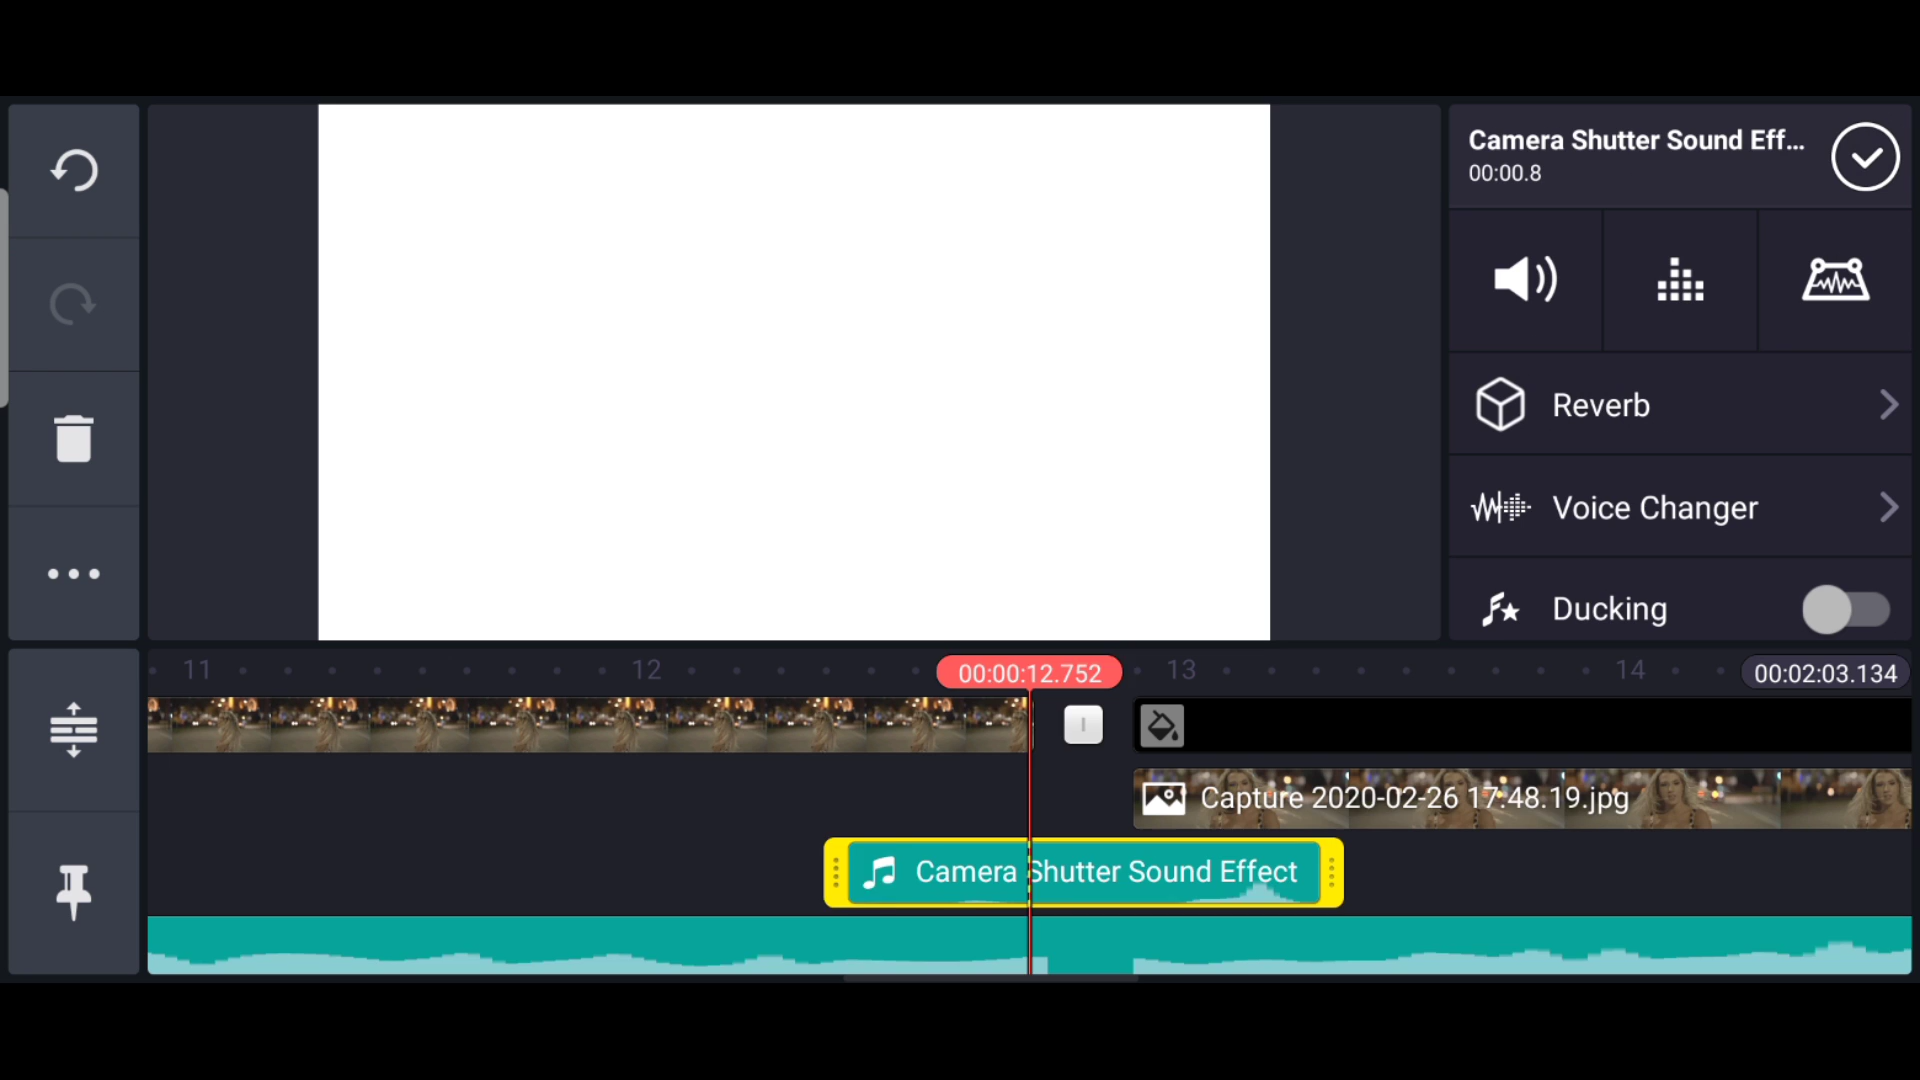 Camera Shutter Sound Eff...
00:00.8
Reverb
Voice Changer
Ducking
11
12
00:00:12.752
13
14
00:02:03.134
Capture 2020-02-26 17:48.19.jpg
Camera Shutter Sound Effect